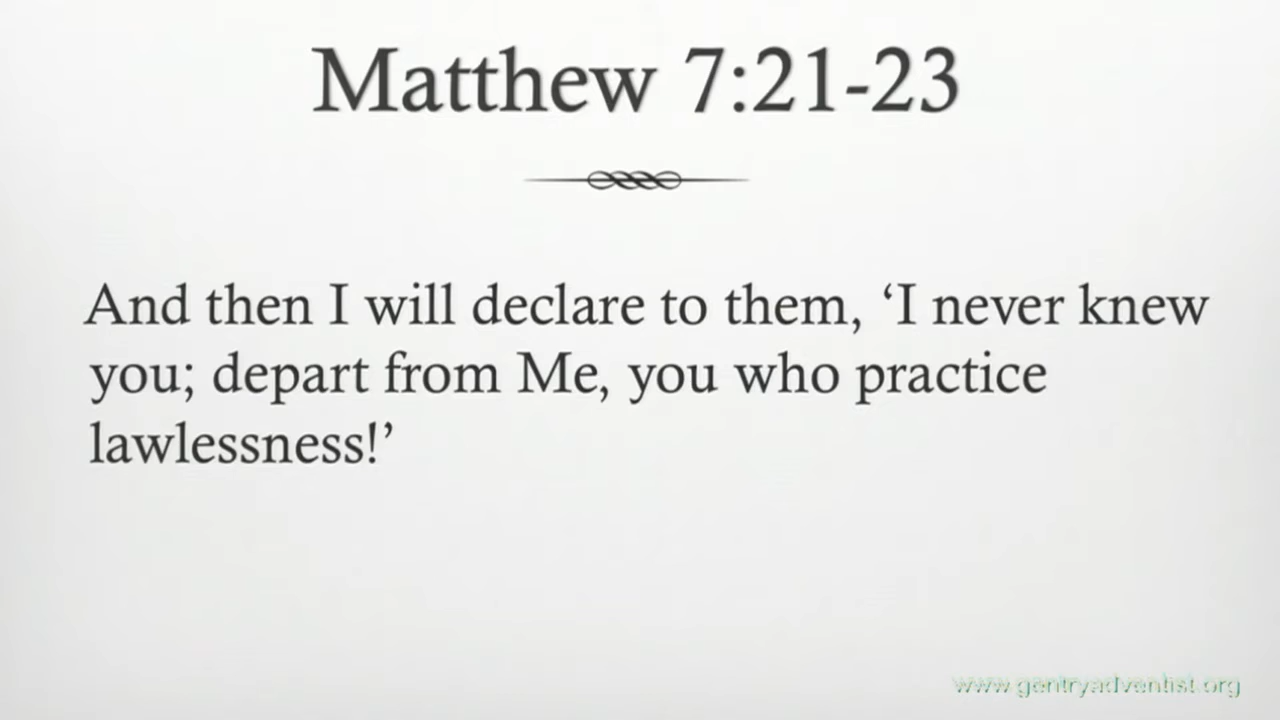 Matthew 7:21-23
And then I will declare to them, ‘I never knew
you; depart from Me, you who practice
lawlessness!’
www.gentryadventist.org